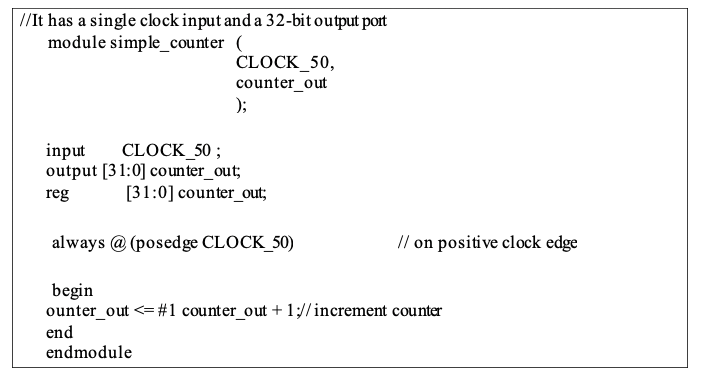 //It has a single clock input and a 32-bit output port
module simple_counter (
CLOCK_50,
counter_out
);
input CLOCK_50 ;
output [31:0] counter_out;
reg [31:0] counter_out;
always @ (posedge CLOCK_50) // on positive clock edge
begin
ounter_out <= #1 counter_out + 1;// increment counter
end
endmodule